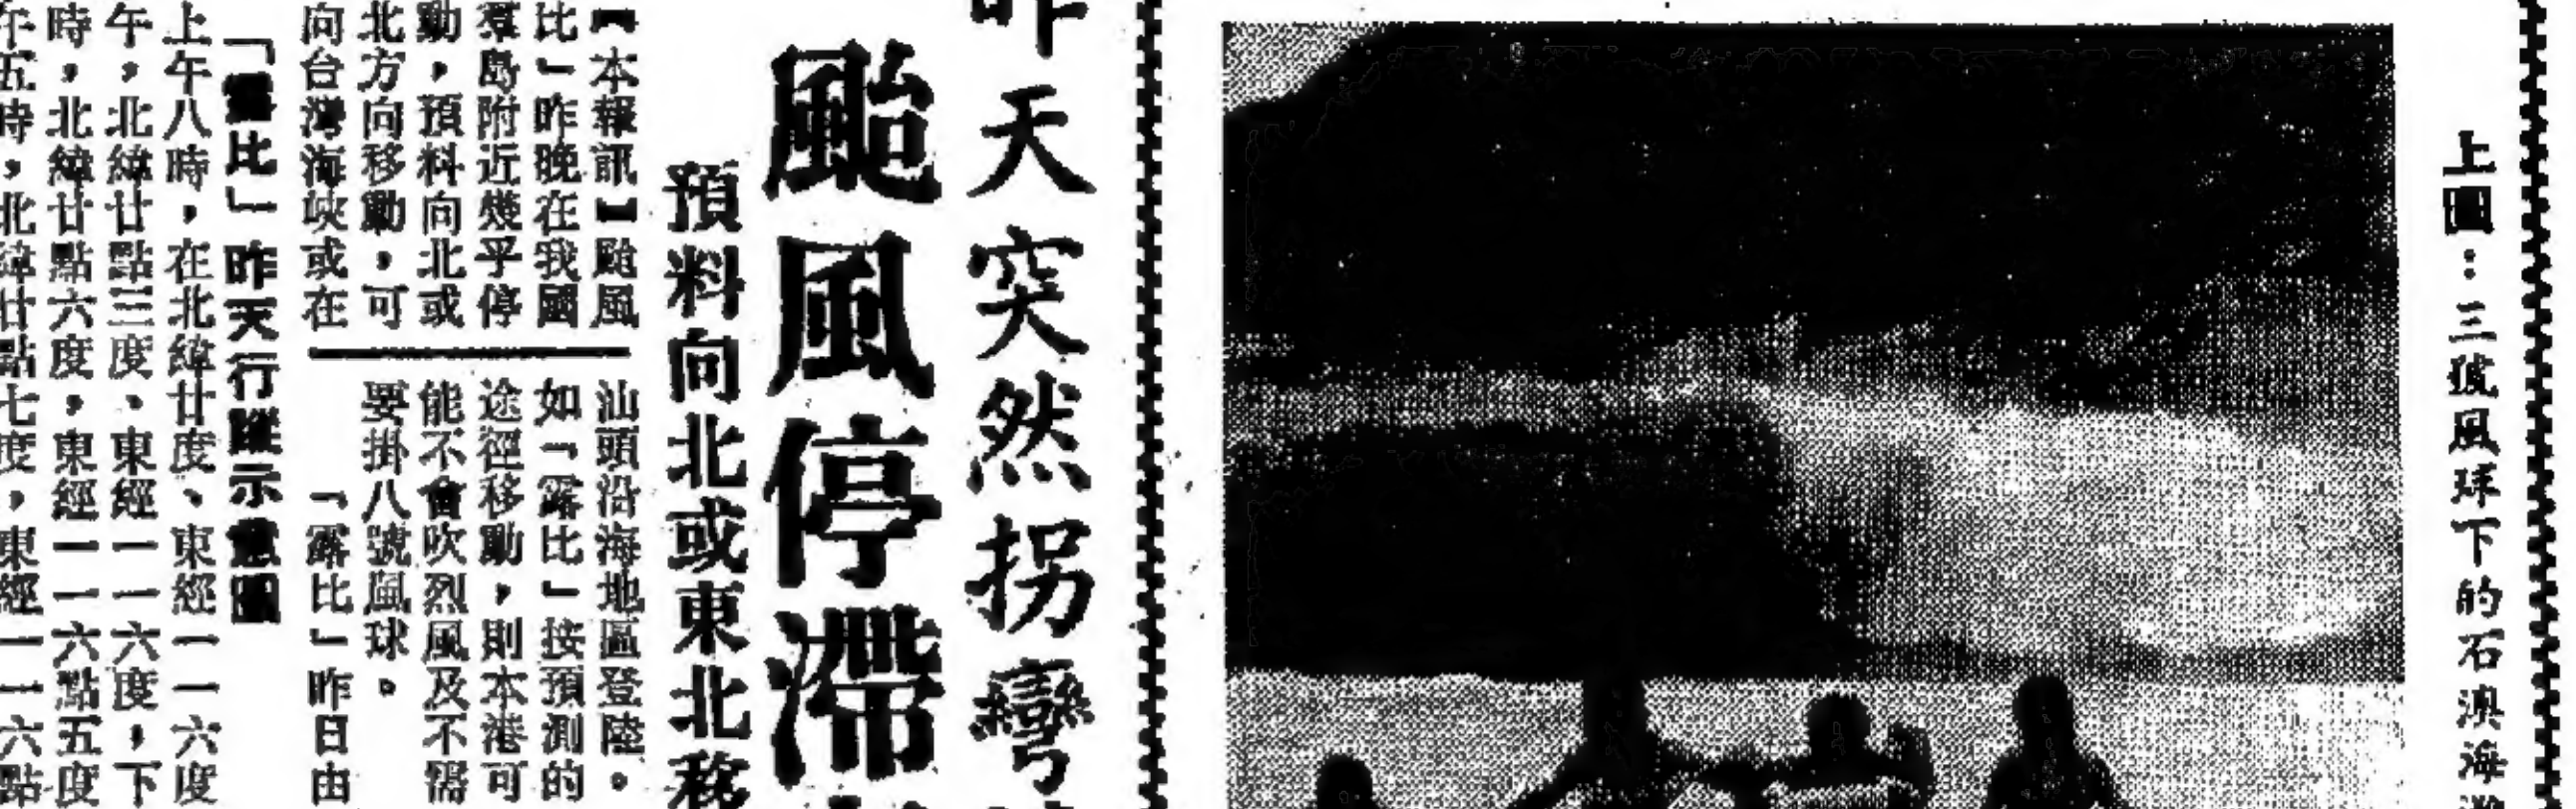 上圖：三號風球下的石澳海
昨天突然拐彎
颱風停滯
預料向北或東北移
【本報訊】颱風
比」昨晚在我國
羣島附近幾乎停
動，預料向北或
北方向移動，可
向台灣海峽或在
汕頭沿海地區登陸。
如「露比」按預測的
途徑移動，則本港可
能不會吹烈風及不需
要掛八號風球。
「露比」昨日由
「露比」昨天行蹤示意圖
上午八時，在北緯廿度、東經一一六度
午，北緯廿點三度、東經一一六度，下
時，北緯廿點六度，東經一一六點五度
午五時，北緯廿點七度，東經一一六點